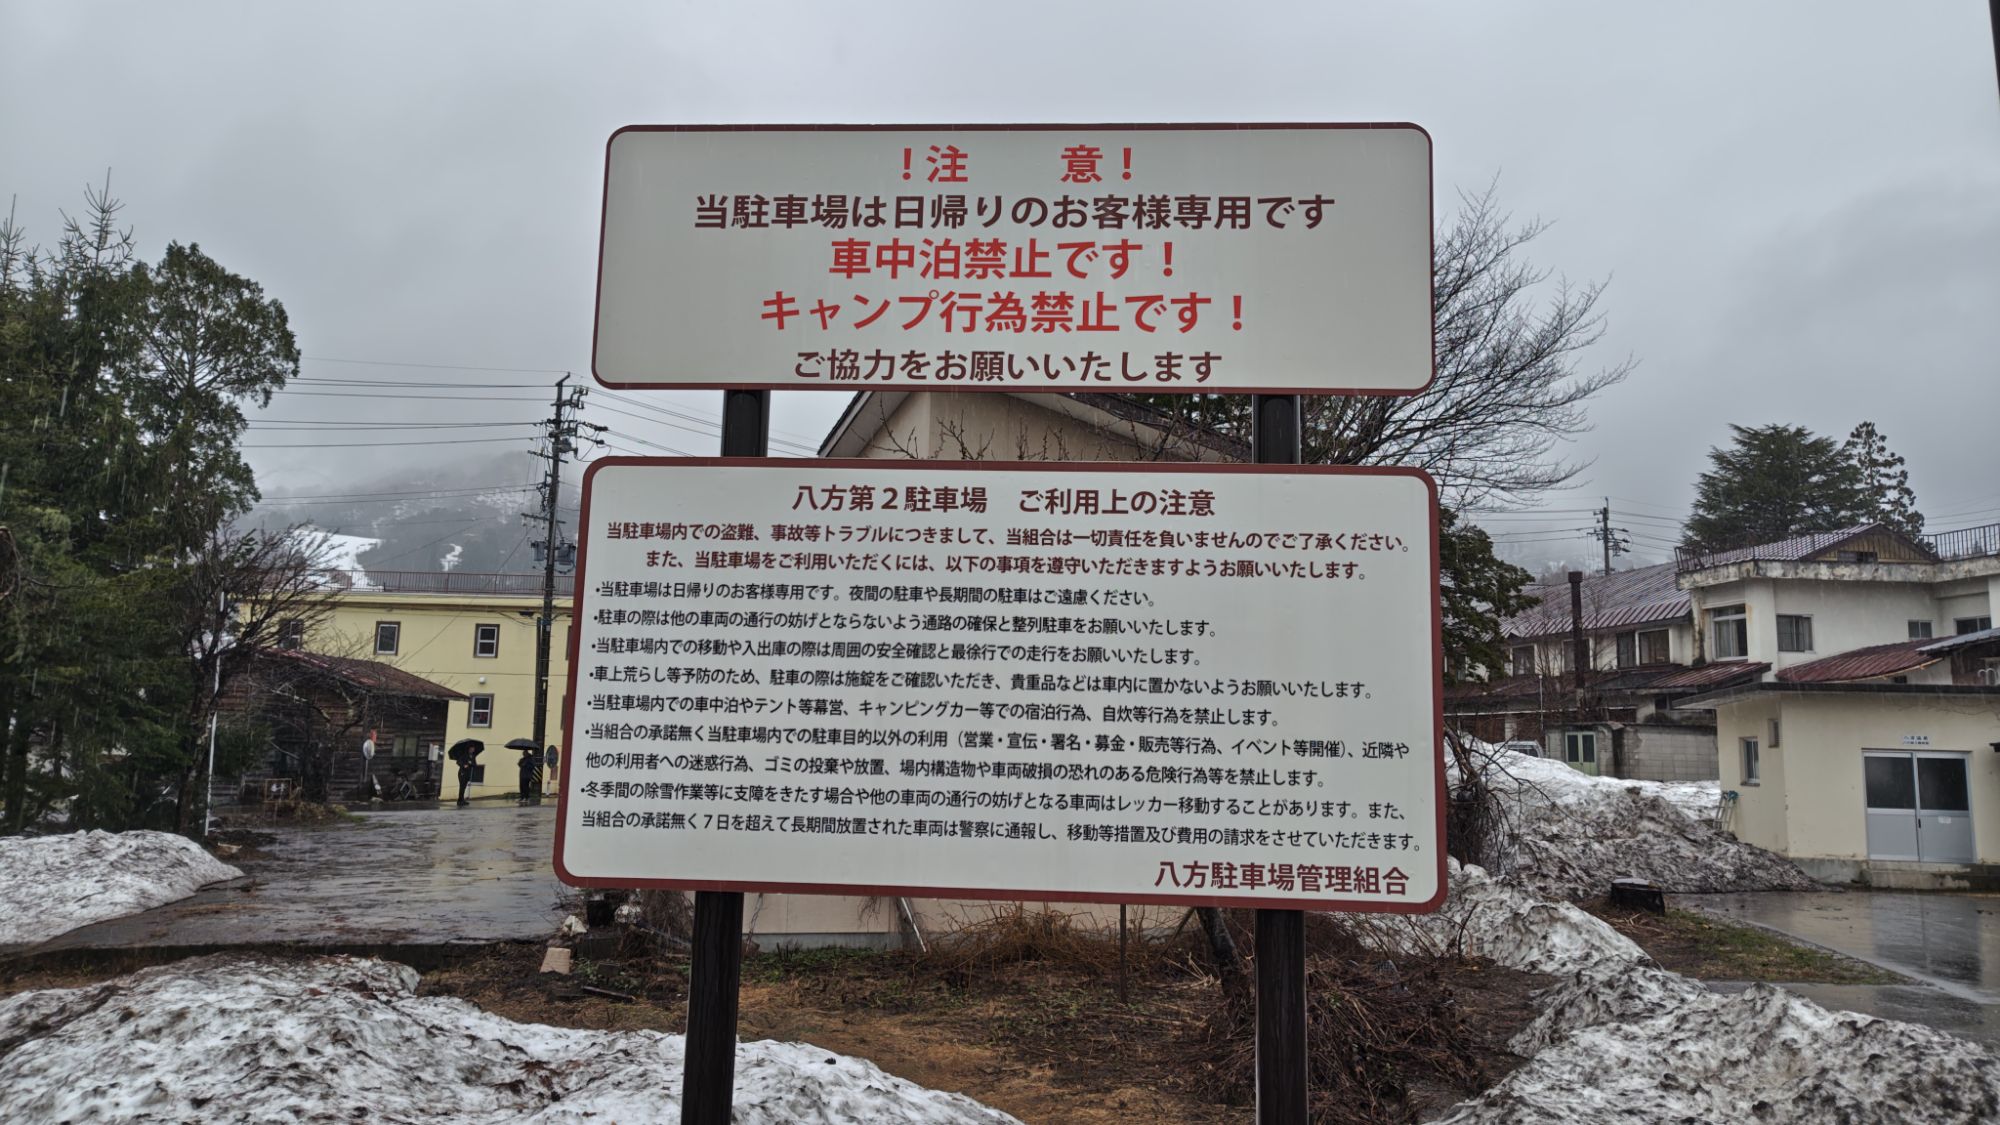 ！注　意！
当駐車場は日帰りのお客様専用です
車中泊禁止です！
キャンプ行為禁止です！
ご協力をお願いいたします
八方第２駐車場　ご利用上の注意
当駐車場内での盗難、事故等トラブルにつきまして、当組合は一切責任を負いませんのでご了承ください。
また、当駐車場をご利用いただくには、以下の事項を遵守いただきますようお願いいたします。
•当駐車場は日帰りのお客様専用です。夜間の駐車や長期間の駐車はご遠慮ください。
•駐車の際は他の車両の通行の妨げとならないよう通路の確保と整列駐車をお願いいたします。
•当駐車場内での移動や入出庫の際は周囲の安全確認と最徐行での走行をお願いいたします。
•車上荒らし等予防のため、駐車の際は施錠をご確認いただき、貴重品などは車内に置かないようお願いいたします。
•当駐車場内での車中泊やテント等幕営、キャンピングカー等での宿泊行為、自炊等行為を禁止します。
•当組合の承諾無く当駐車場内での駐車目的以外の利用（営業・宣伝・署名・募金・販売等行為、イベント等開催）、近隣や
他の利用者への迷惑行為、ゴミの投棄や放置、場内構造物や車両破損の恐れのある危険行為等を禁止します。
•冬季間の除雪作業等に支障をきたす場合や他の車両の通行の妨げとなる車両はレッカー移動することがあります。また、
当組合の承諾無く７日を超えて長期間放置された車両は警察に通報し、移動等措置及び費用の請求をさせていただきます。
八方駐車場管理組合